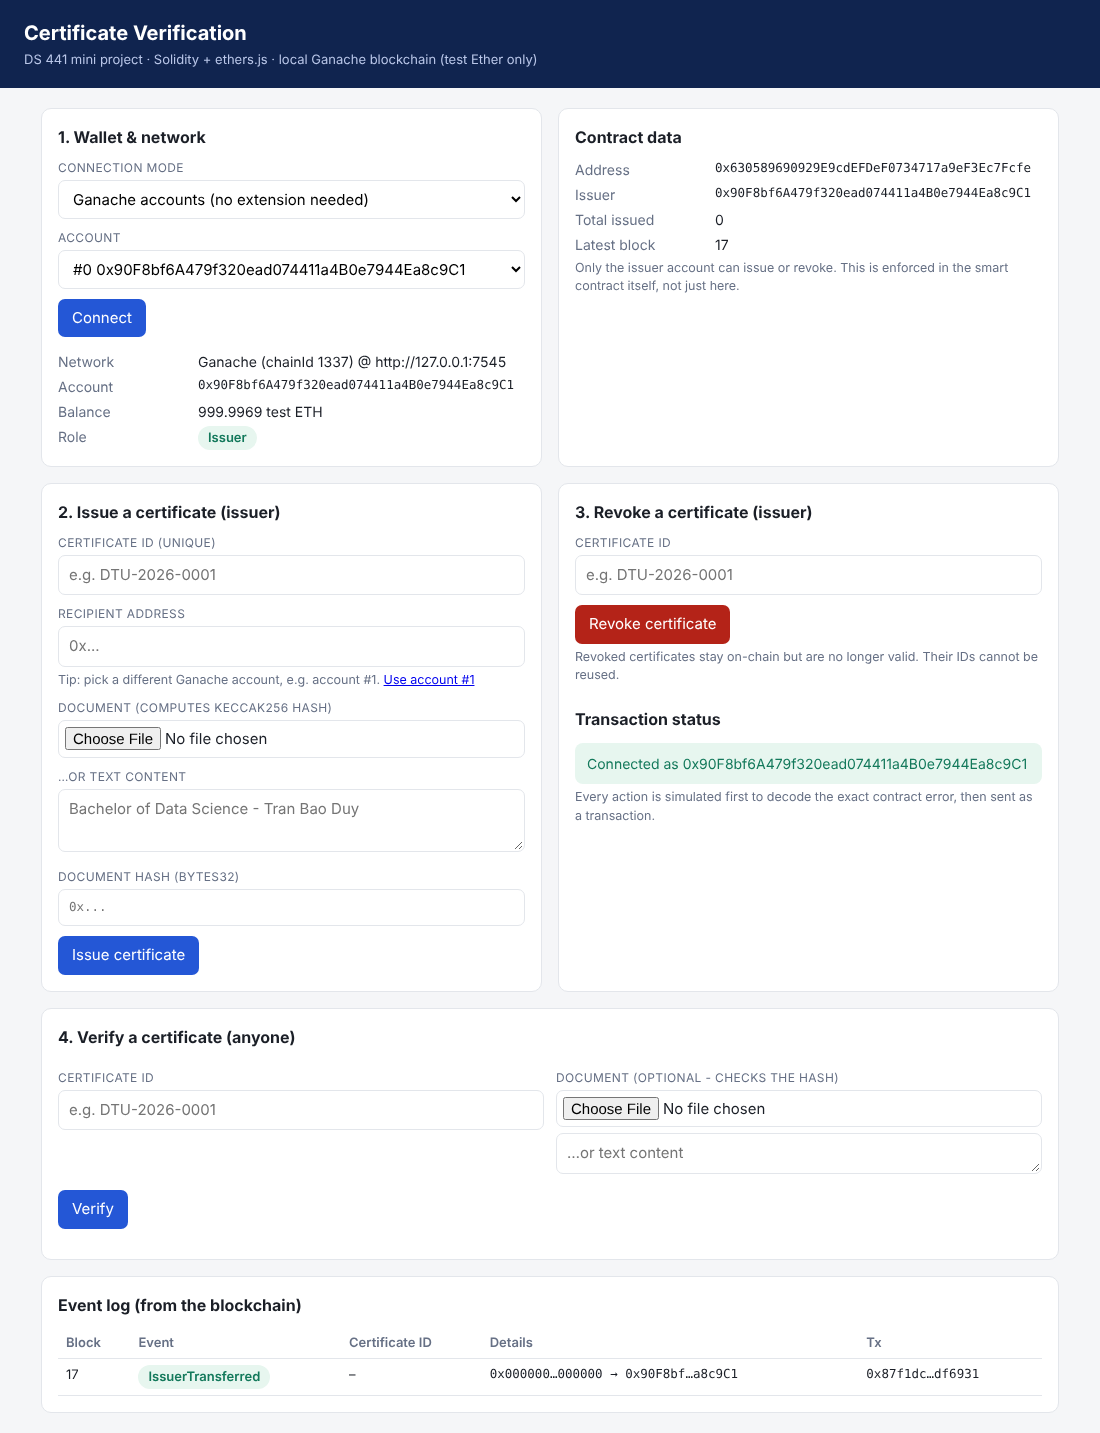 Certificate Verification
DS 441 mini project · Solidity + ethers.js · local Ganache blockchain (test Ether only)
1. Wallet & network
CONNECTION MODE
Ganache accounts (no extension needed)
ACCOUNT
#0 0x90F8bf6A479f320ead074411a4B0e7944Ea8c9C1
Connect
Network Ganache (chainId 1337) @ http://127.0.0.1:7545
Account 0x90F8bf6A479f320ead074411a4B0e7944Ea8c9C1
Balance 999.9969 test ETH
Role Issuer
Contract data
Address 0x630589690929E9cdEFDeF0734717a9eF3Ec7Fcfe
Issuer 0x90F8bf6A479f320ead074411a4B0e7944Ea8c9C1
Total issued 0
Latest block 17
Only the issuer account can issue or revoke. This is enforced in the smart
contract itself, not just here.
2. Issue a certificate (issuer)
CERTIFICATE ID (UNIQUE)
e.g. DTU-2026-0001
RECIPIENT ADDRESS
0x...
Tip: pick a different Ganache account, e.g. account #1. Use account #1
DOCUMENT (COMPUTES KECCAK256 HASH)
Choose File No file chosen
...OR TEXT CONTENT
Bachelor of Data Science - Tran Bao Duy
DOCUMENT HASH (BYTES32)
0x...
Issue certificate
3. Revoke a certificate (issuer)
CERTIFICATE ID
e.g. DTU-2026-0001
Revoke certificate
Revoked certificates stay on-chain but are no longer valid. Their IDs cannot be
reused.
Transaction status
Connected as 0x90F8bf6A479f320ead074411a4B0e7944Ea8c9C1
Every action is simulated first to decode the exact contract error, then sent as
a transaction.
4. Verify a certificate (anyone)
CERTIFICATE ID
e.g. DTU-2026-0001
DOCUMENT (OPTIONAL - CHECKS THE HASH)
Choose File No file chosen
...or text content
Verify
Event log (from the blockchain)
Block Event Certificate ID Details Tx
17 IssuerTransferred – 0x000000…000000 → 0x90F8bf…a8c9C1 0x87f1dc…df6931